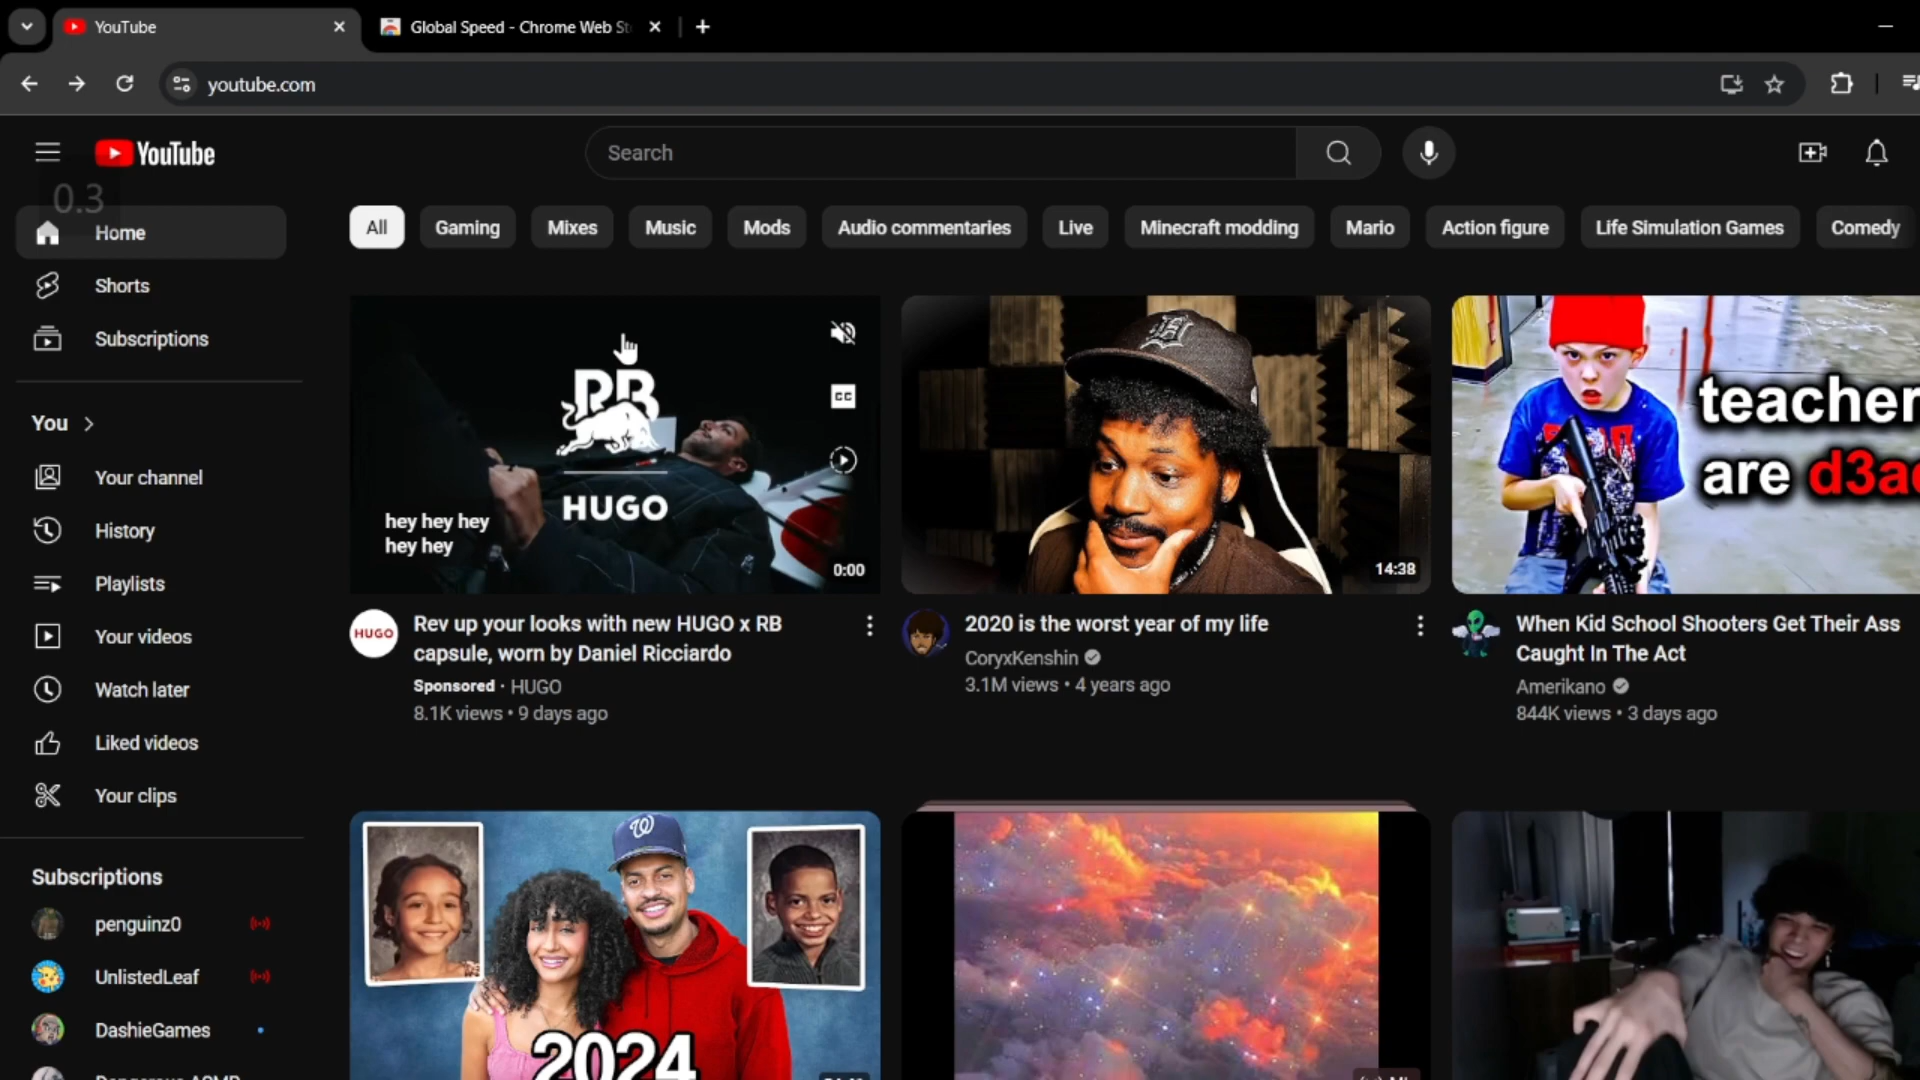 YouTube
Global Speed - Chrome Web St
youtube.com
YouTube
Search
0.3
Home
Shorts
Subscriptions
You
Your channel
History
Playlists
Your videos
Watch later
Liked videos
Your clips
Subscriptions
penguinz0
UnlistedLeaf
DashieGames
All
Gaming
Mixes
Music
Mods
Audio commentaries
Live
Minecraft modding
Mario
Action figure
Life Simulation Games
Comedy
RB
HUGO
CC
hey hey hey
hey hey
0:00
HUGO
Rev up your looks with new HUGO x RB
capsule, worn by Daniel Ricciardo
Sponsored · HUGO
8.1K views • 9 days ago
14:38
2020 is the worst year of my life
CoryxKenshin
3.1M views • 4 years ago
teacher
are d3a
When Kid School Shooters Get Their Ass
Caught In The Act
Amerikano
844K views • 3 days ago
W
2024